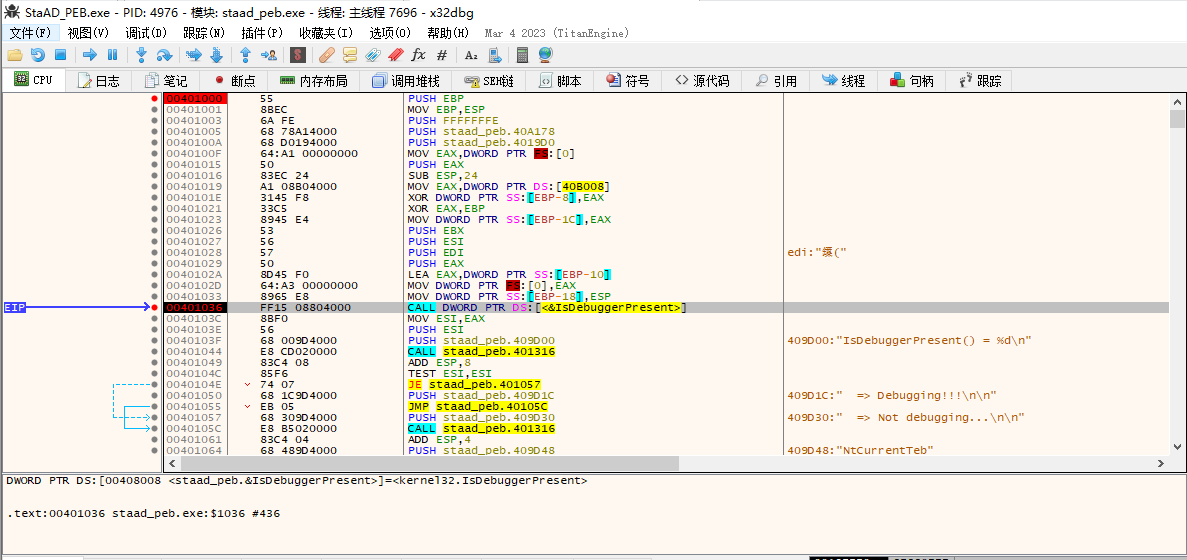 StaAD_PEB.exe - PID: 4976 - 模块: staad_peb.exe - 线程: 主线程 7696 - x32dbg
文件(F) 视图(V) 调试(D) 跟踪(N) 插件(P) 收藏夹(I) 选项(O) 帮助(H) Mar 4 2023 (TitanEngine)
CPU 日志 笔记 断点 内存布局 调用堆栈 SEH链 脚本 符号 源代码 引用 线程 句柄 跟踪
00401000 55 PUSH EBP
00401001 8BEC MOV EBP,ESP
00401003 6A FE PUSH FFFFFFFE
00401005 68 78A14000 PUSH staad_peb.40A178
0040100A 68 D0194000 PUSH staad_peb.4019D0
0040100F 64:A1 00000000 MOV EAX,DWORD PTR FS:[0]
00401015 50 PUSH EAX
00401016 83EC 24 SUB ESP,24
00401019 A1 08B04000 MOV EAX,DWORD PTR DS:[40B008]
0040101E 3145 F8 XOR DWORD PTR SS:[EBP-8],EAX
00401021 33C5 XOR EAX,EBP
00401023 8945 E4 MOV DWORD PTR SS:[EBP-1C],EAX
00401026 53 PUSH EBX
00401027 56 PUSH ESI
00401028 57 PUSH EDI edi:"(“
00401029 50 PUSH EAX
0040102A 8D45 F0 LEA EAX,DWORD PTR SS:[EBP-10]
0040102D 64:A3 00000000 MOV DWORD PTR FS:[0],EAX
00401033 8965 E8 MOV DWORD PTR SS:[EBP-18],ESP
EIP 00401036 FF15 08804000 CALL DWORD PTR DS:[<&IsDebuggerPresent>]
0040103C 8BF0 MOV ESI,EAX
0040103E 56 PUSH ESI
0040103F 68 009D4000 PUSH staad_peb.409D00 409D00:"IsDebuggerPresent() = %d\n"
00401044 E8 CD020000 CALL staad_peb.401316
00401049 83C4 08 ADD ESP,8
0040104C 85F6 TEST ESI,ESI
0040104E 74 07 JE staad_peb.401057
00401050 68 1C9D4000 PUSH staad_peb.409D1C 409D1C:"  => Debugging!!!\n\n"
00401055 EB 05 JMP staad_peb.40105C
00401057 68 309D4000 PUSH staad_peb.409D30 409D30:"  => Not debugging...\n\n"
0040105C E8 B5020000 CALL staad_peb.401316
00401061 83C4 04 ADD ESP,4
00401064 68 489D4000 PUSH staad_peb.409D48 409D48:"NtCurrentTeb"
DWORD PTR DS:[00408008 <staad_peb.&IsDebuggerPresent>]=<kernel32.IsDebuggerPresent>
.text:00401036 staad_peb.exe:$1036 #436